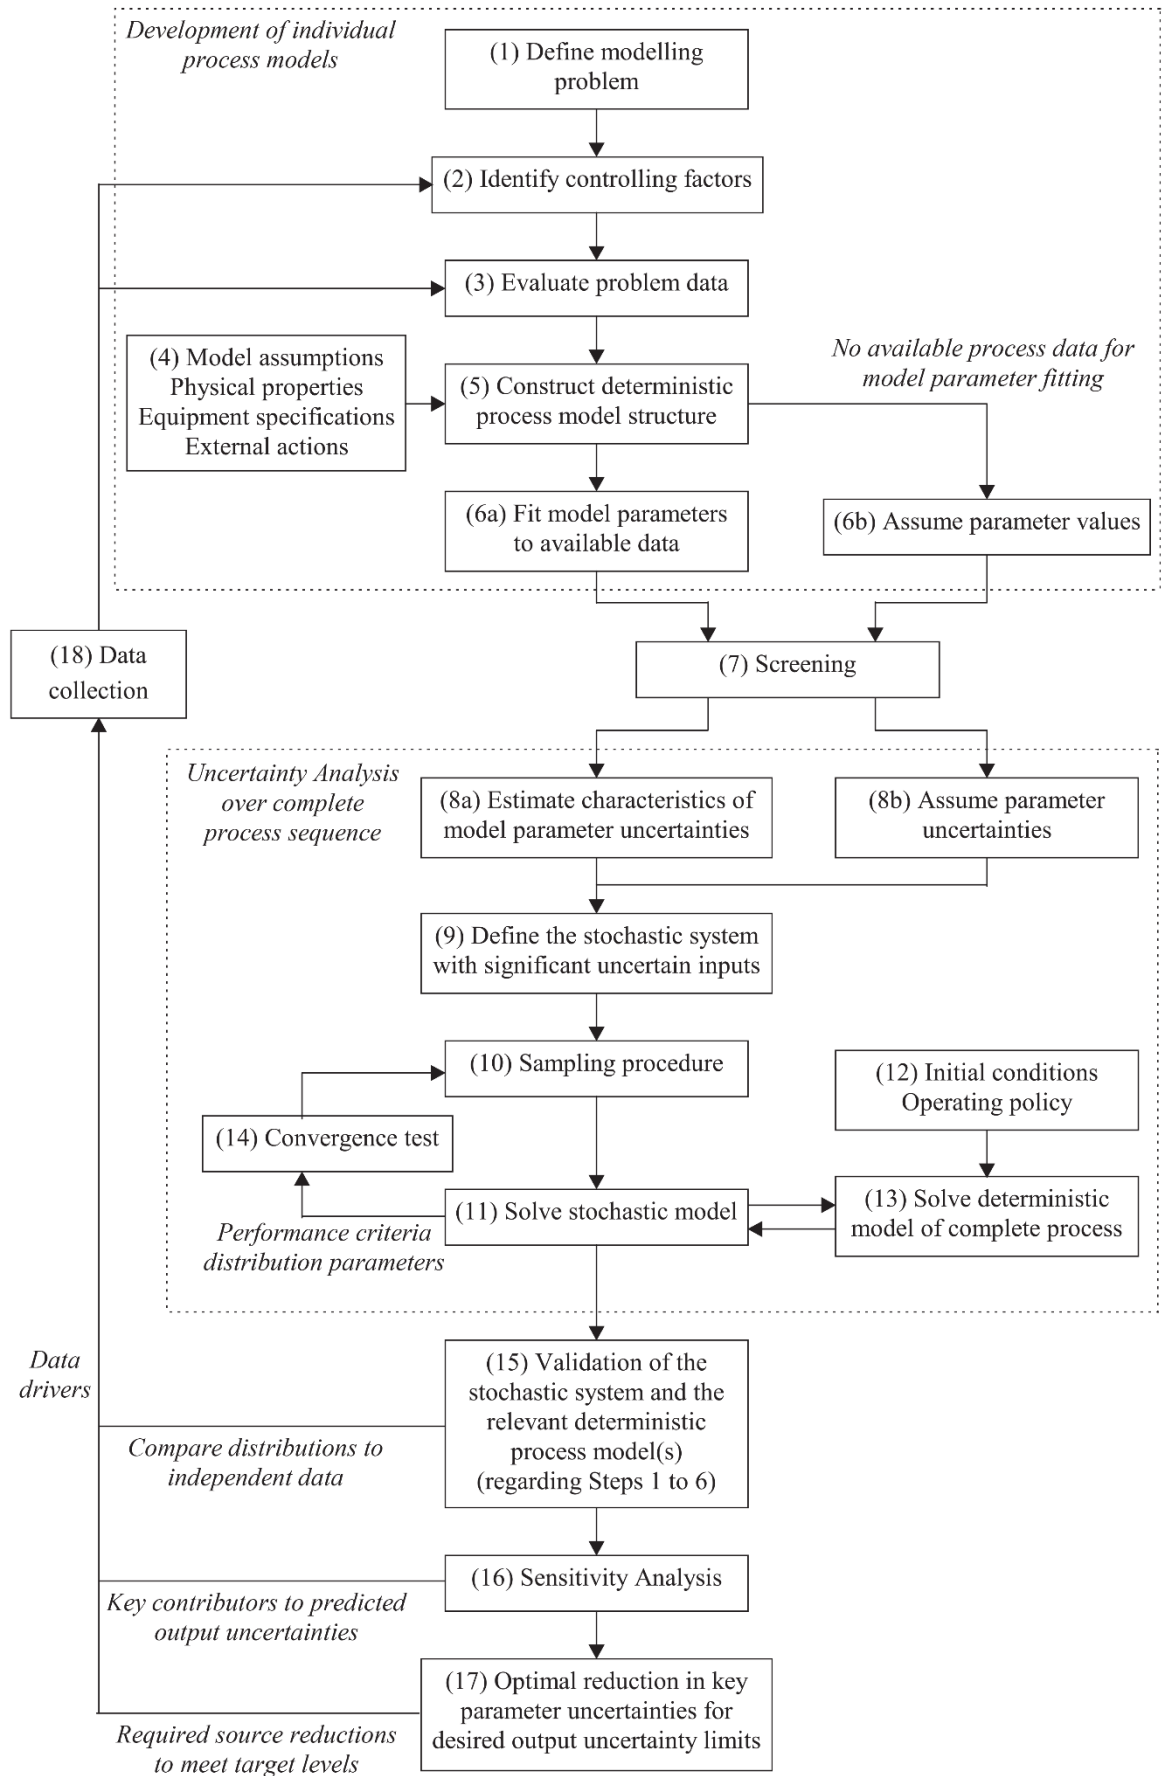 Development of individual
process models
(1) Define modelling
problem
(2) Identify controlling factors
(3) Evaluate problem data
(4) Model assumptions
Physical properties
Equipment specifications
External actions
(5) Construct deterministic
process model structure
No available process data for
model parameter fitting
(6a) Fit model parameters
to available data
(6b) Assume parameter values
(18) Data
collection
(7) Screening
Uncertainty Analysis
over complete
process sequence
(8a) Estimate characteristics of
model parameter uncertainties
(8b) Assume parameter
uncertainties
(9) Define the stochastic system
with significant uncertain inputs
(10) Sampling procedure
(12) Initial conditions
Operating policy
(14) Convergence test
(11) Solve stochastic model
(13) Solve deterministic
model of complete process
Performance criteria
distribution parameters
Data
drivers
(15) Validation of the
stochastic system and the
relevant deterministic
process model(s)
(regarding Steps 1 to 6)
Compare distributions to
independent data
(16) Sensitivity Analysis
Key contributors to predicted
output uncertainties
(17) Optimal reduction in key
parameter uncertainties for
desired output uncertainty limits
Required source reductions
to meet target levels